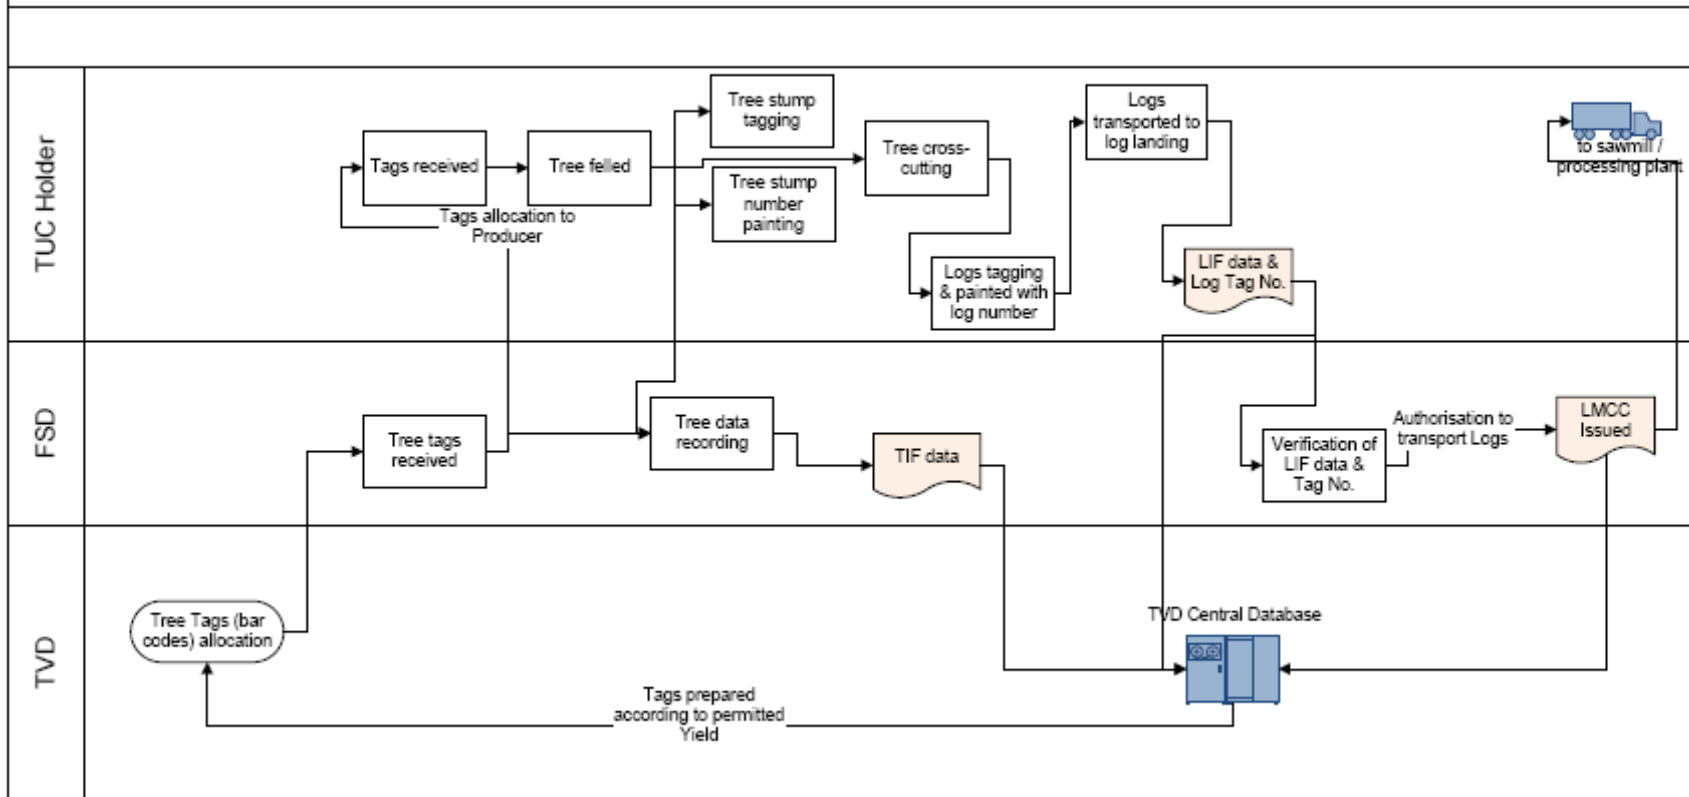 TUC Holder
Tags received
Tree felled
Tags allocation to
Producer
Tree stump
tagging
Tree stump
number
painting
Tree cross-
cutting
Logs tagging
& painted with
log number
Logs
transported to
log landing
LIF data &
Log Tag No.
to sawmill /
processing plant
FSD
Tree tags
received
Tree data
recording
TIF data
Verification of
LIF data &
Tag No.
Authorisation to
transport Logs
LMCC
Issued
TVD
Tree Tags (bar
codes) allocation
Tags prepared
according to permitted
Yield
TVD Central Database